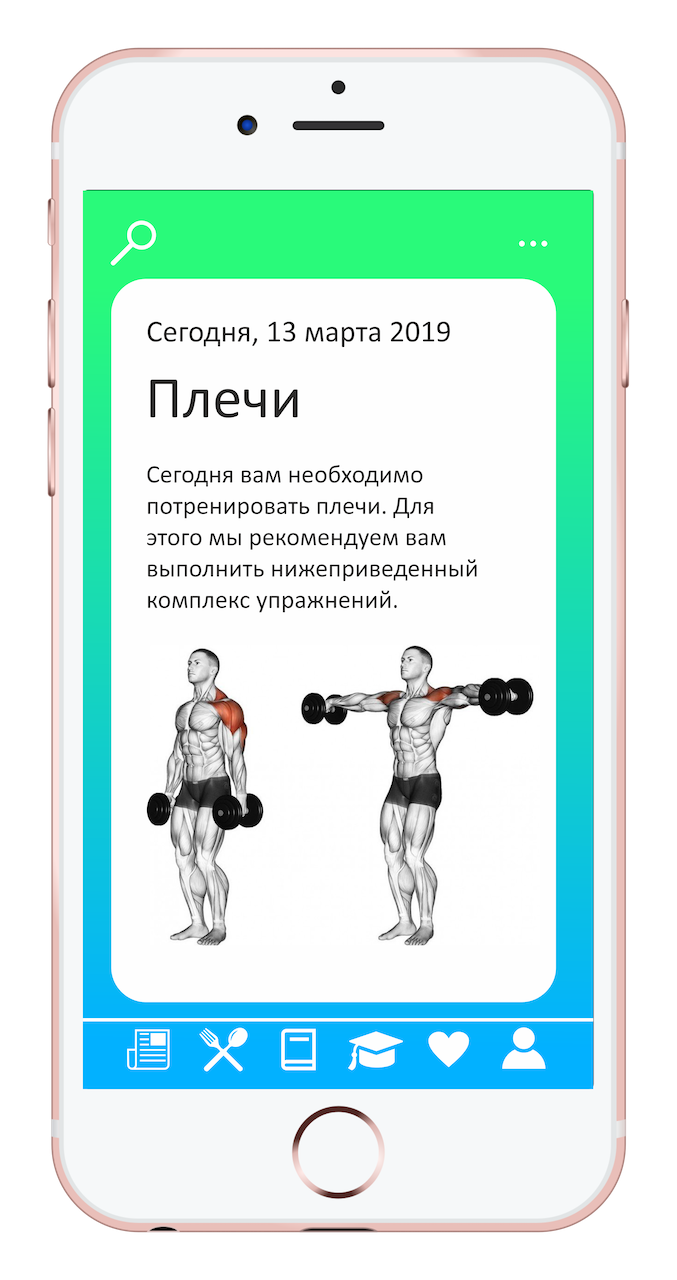 Сегодня, 13 марта 2019
Плечи
Сегодня вам необходимо
потренировать плечи. Для
этого мы рекомендуем вам
выполнить нижеприведенный
комплекс упражнений.